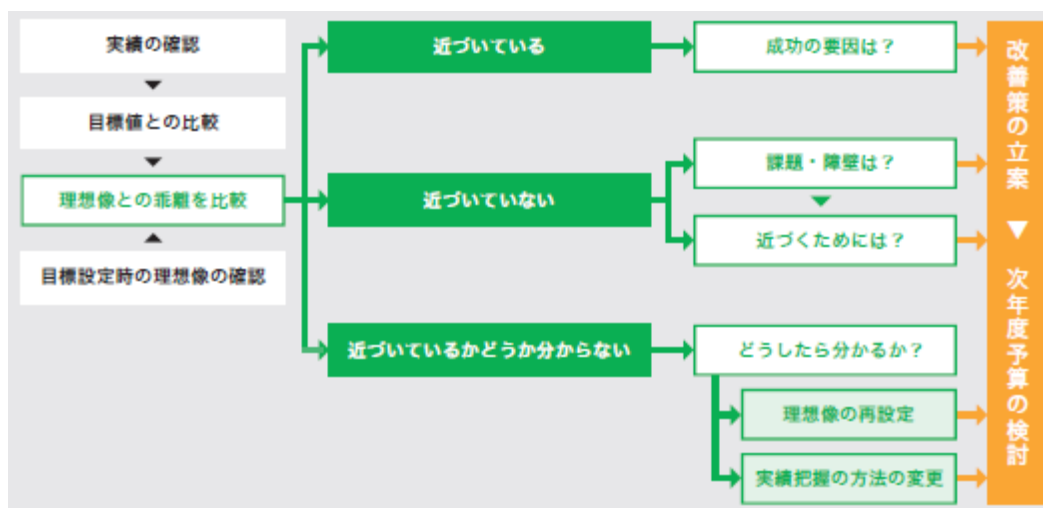 実績の確認
目標値との比較
理想像との乖離を比較
目標設定時の理想像の確認
近づいている
成功の要因は？
近づいていない
課題・障壁は？
近づくためには？
近づいているかどうか分からない
どうしたら分かるか？
理想像の再設定
実績把握の方法の変更
改善策の立案 ▼ 次年度予算の検討